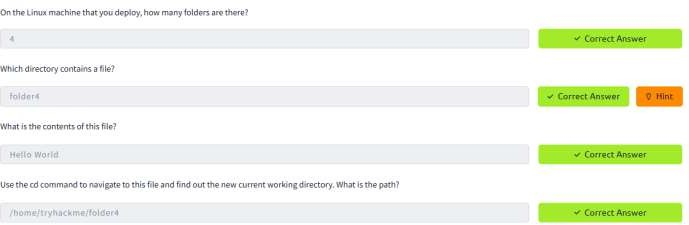 On the Linux machine that you deploy, how many folders are there?
4
Correct Answer
Which directory contains a file?
folder4
Correct Answer
Hint
What is the contents of this file?
Hello World
Correct Answer
Use the cd command to navigate to this file and find out the new current working directory. What is the path?
/home/tryhackme/folder4
Correct Answer